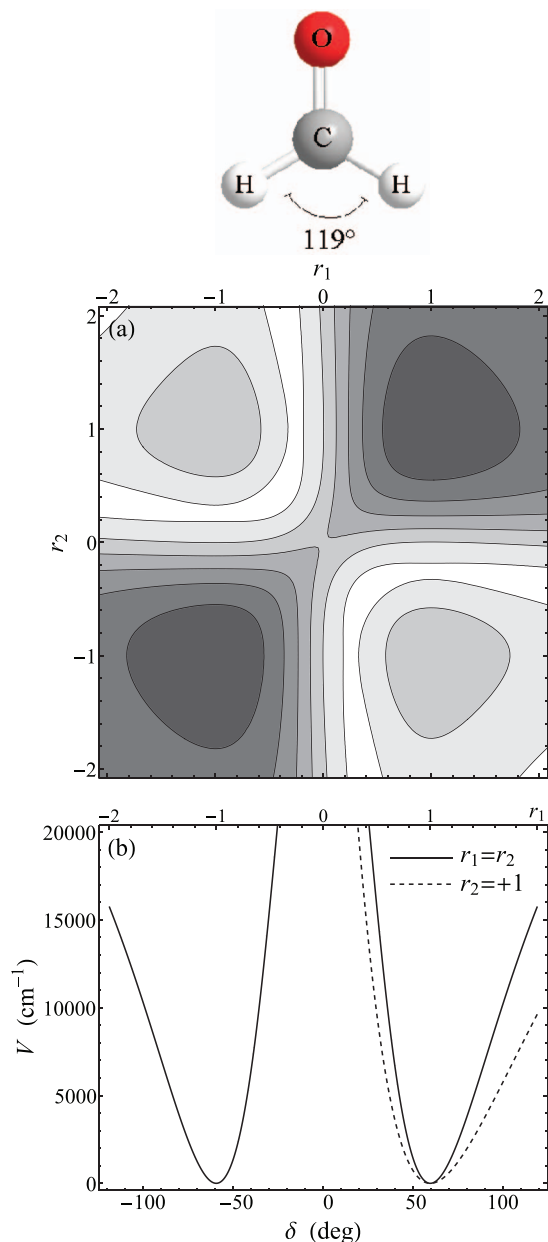 O
C
H H
119°
r₁
−2 −1 0 1 2
(a)
2
1
0
−1
−2
r₂
−2 −1 0 1 r₁
(b)
r₁=r₂
r₂=+1
20000
15000
10000
5000
0
V (cm⁻¹)
−100 −50 0 50 100
δ (deg)